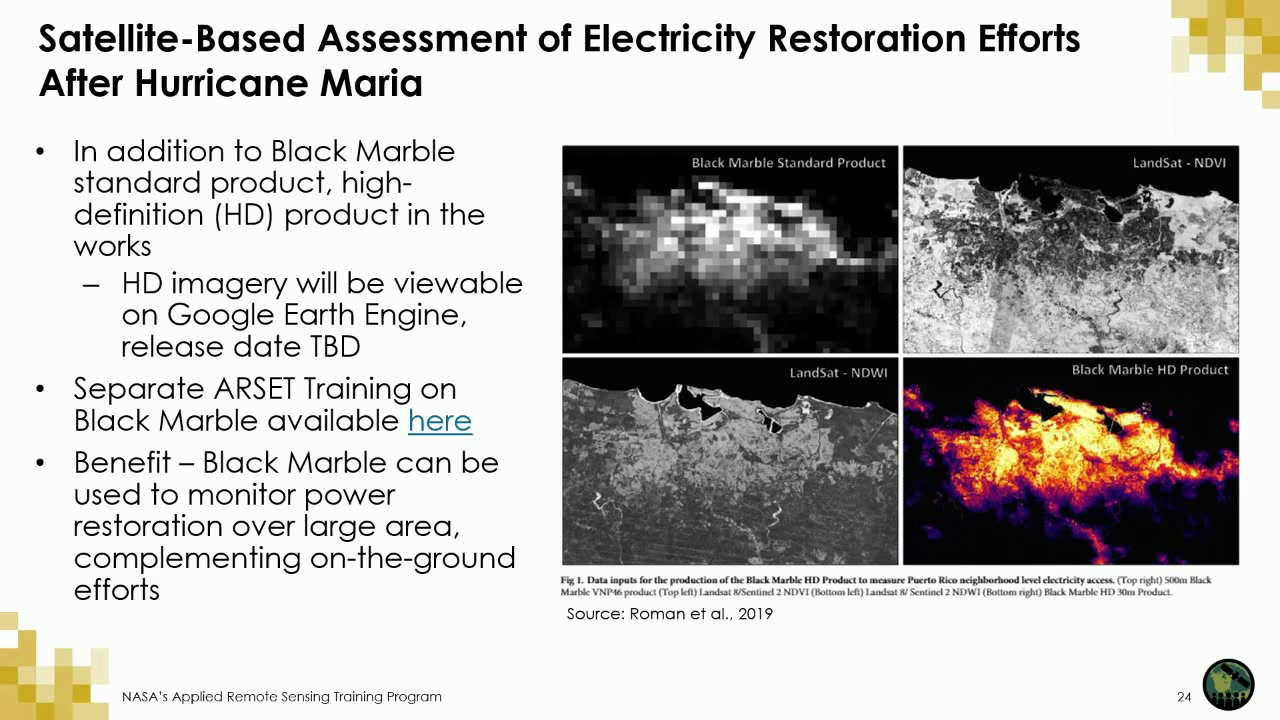 Satellite-Based Assessment of Electricity Restoration Efforts
After Hurricane Maria
• In addition to Black Marble
standard product, high-
definition (HD) product in the
works
– HD imagery will be viewable
on Google Earth Engine,
release date TBD
• Separate ARSET Training on
Black Marble available here
• Benefit – Black Marble can be
used to monitor power
restoration over large area,
complementing on-the-ground
efforts
Black Marble Standard Product
LandSat - NDVI
LandSat - NDWI
Black Marble HD Product
Fig 1. Data inputs for the production of the Black Marble HD Product to measure Puerto Rico neighborhood level electricity access. (Top right) 500m Black
Marble VNP46 product (Top left) Landsat 8/Sentinel 2 NDVI (Bottom left) Landsat 8/ Sentinel 2 NDWI (Bottom right) Black Marble HD 30m Product.
Source: Roman et al., 2019
NASA's Applied Remote Sensing Training Program
24